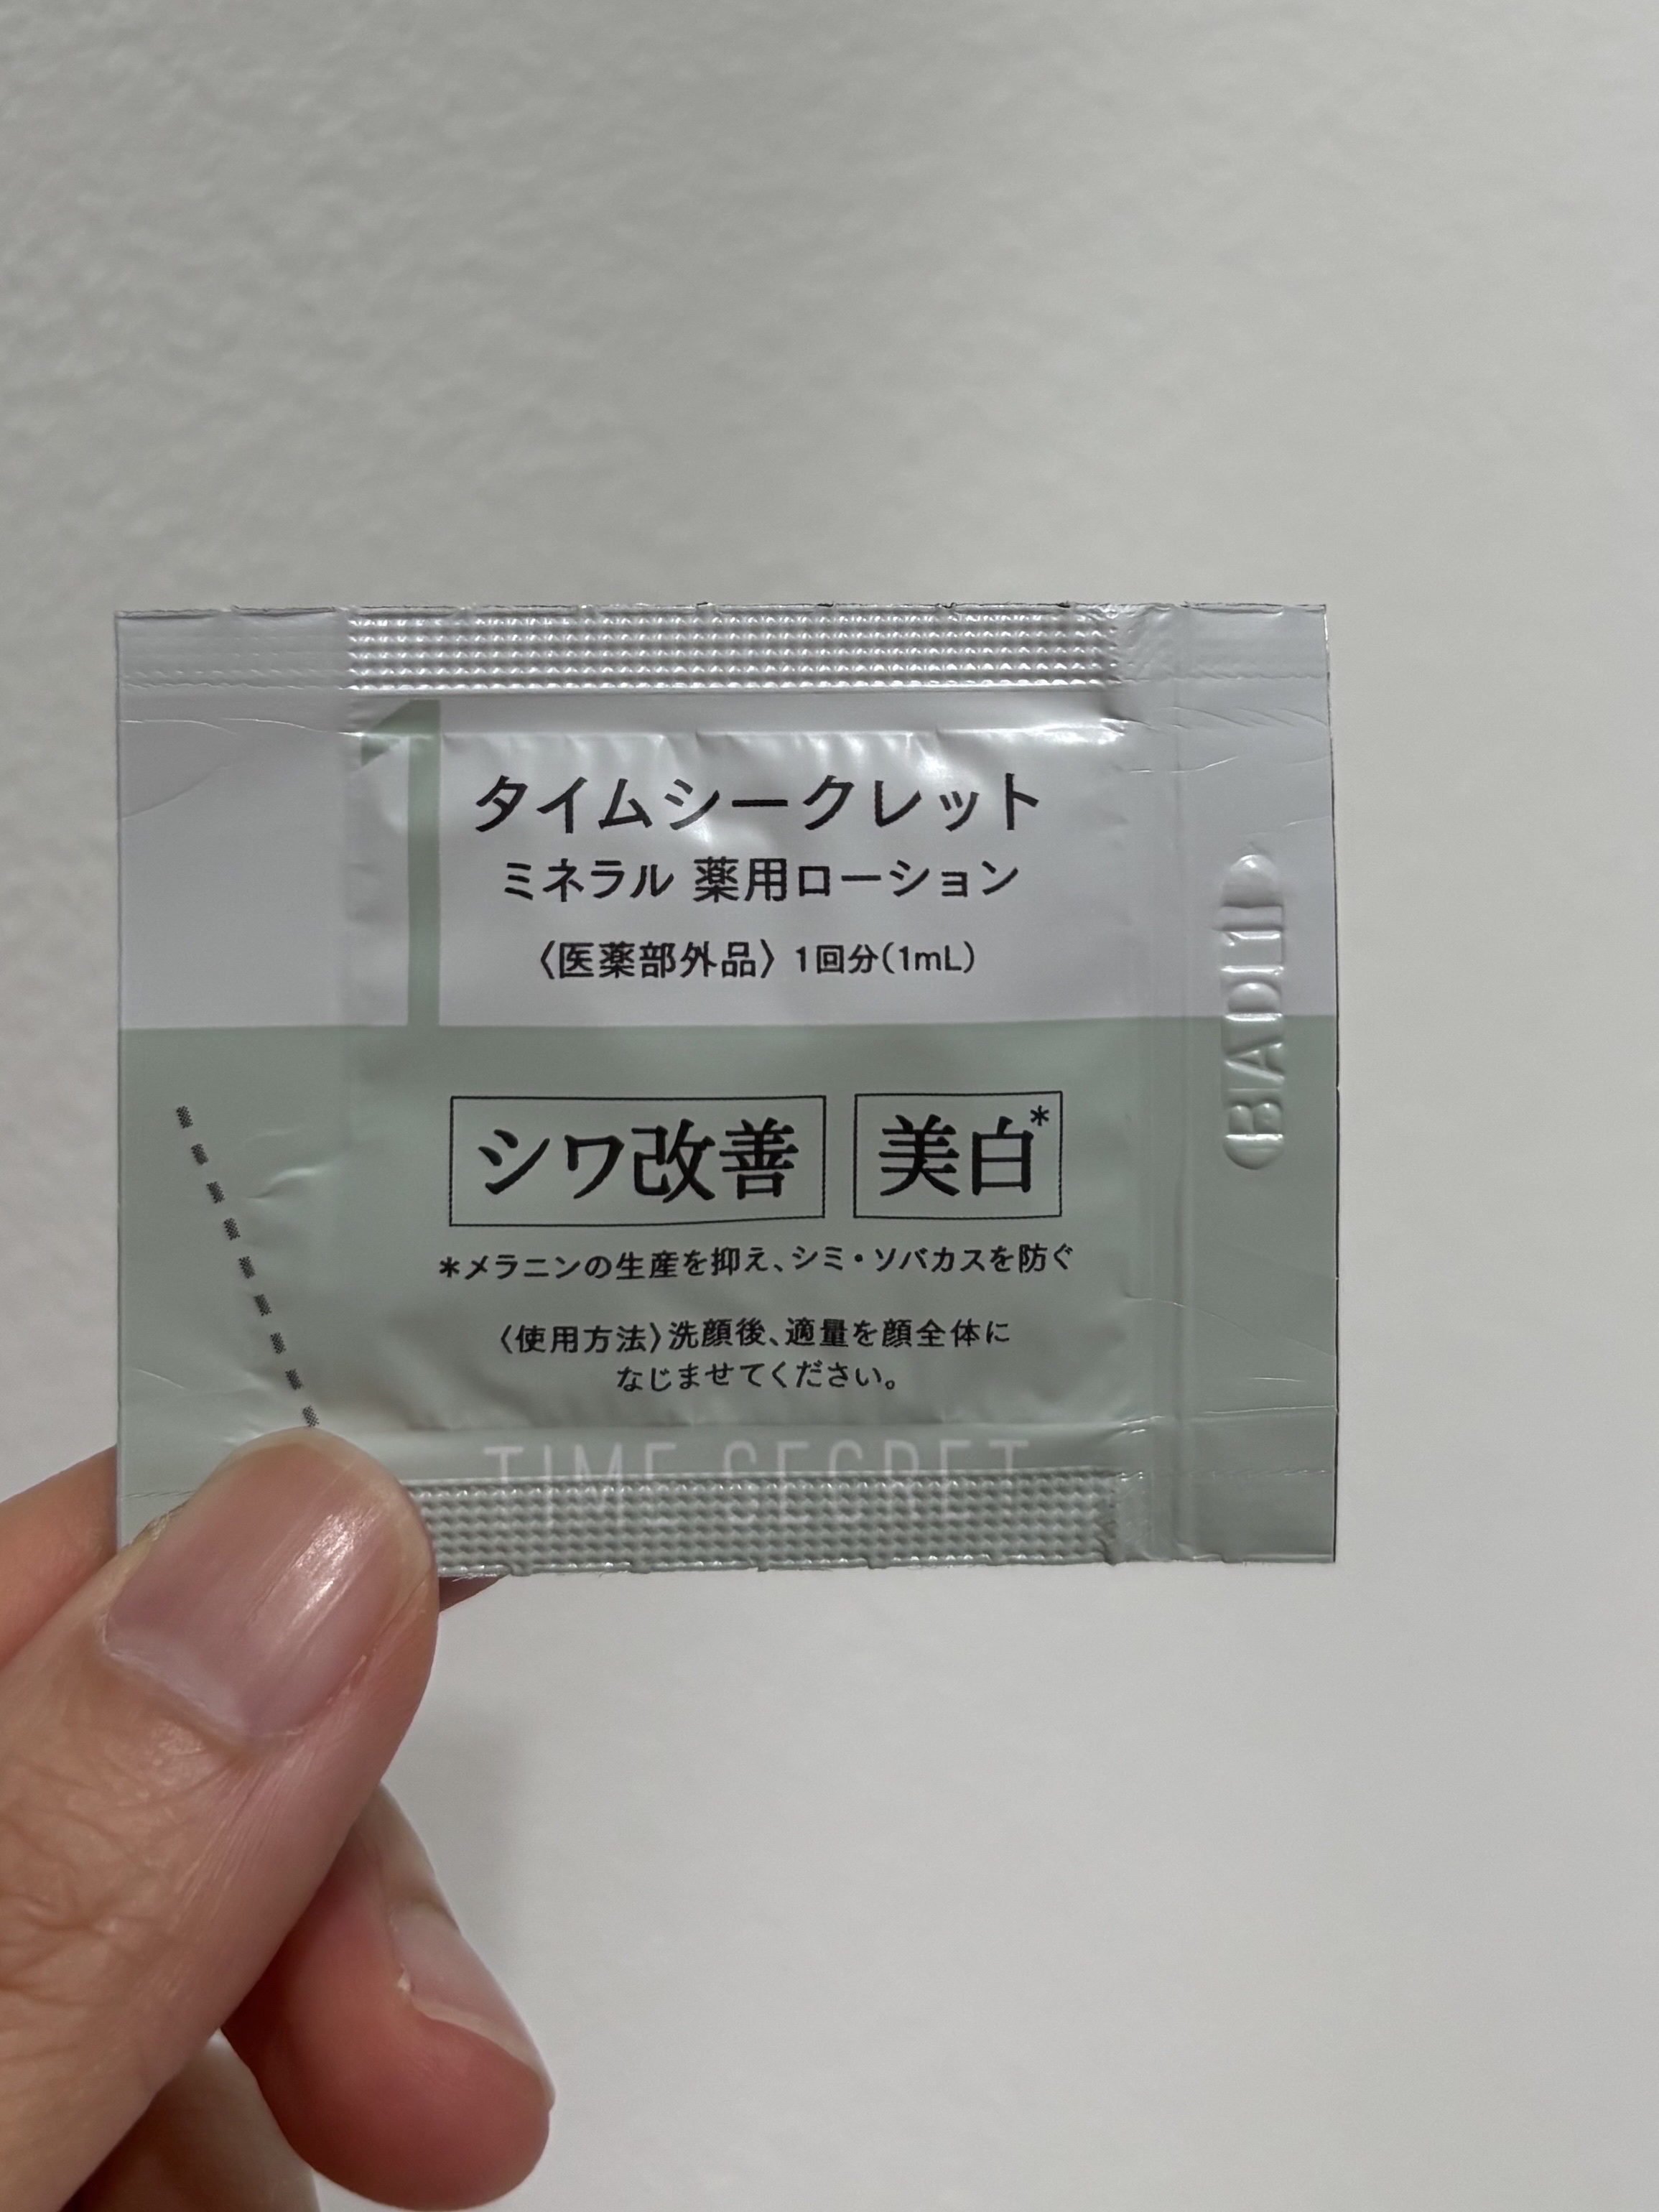 1
タイムシークレット
ミネラル 薬用ローション
〈医薬部外品〉 1回分(1mL)
シワ改善 美白*
*メラニンの生産を抑え、シミ・ソバカスを防ぐ
〈使用方法〉洗顔後、適量を顔全体に
なじませてください。
TIME SECRET